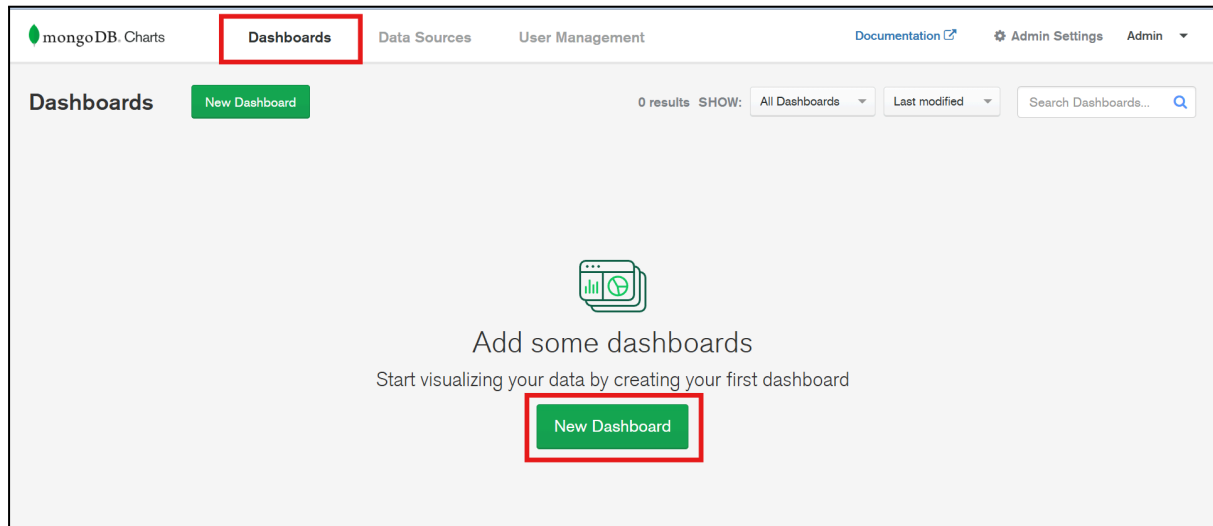 mongoDB. Charts Dashboards Data Sources User Management Documentation Admin Settings Admin
Dashboards New Dashboard 0 results SHOW: All Dashboards Last modified Search Dashboards...
Add some dashboards
Start visualizing your data by creating your first dashboard
New Dashboard